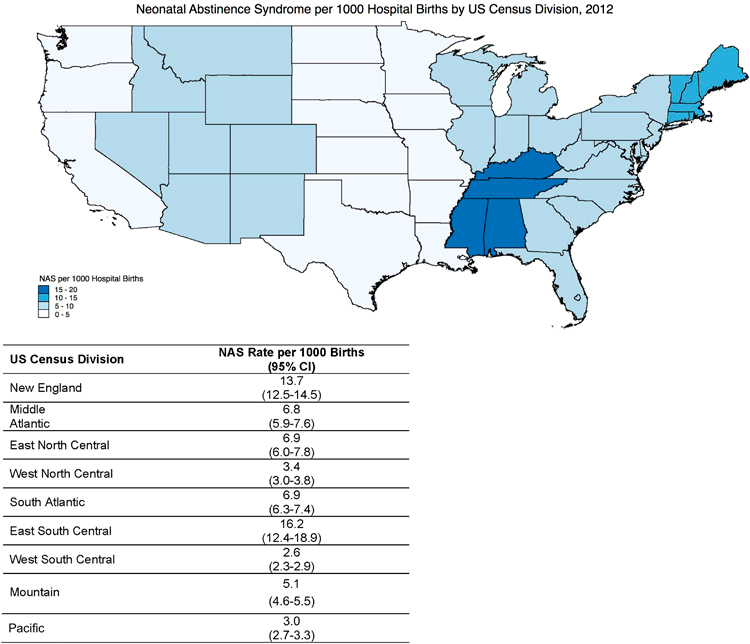 Neonatal Abstinence Syndrome per 1000 Hospital Births by US Census Division, 2012
NAS per 1000 Hospital Births
15 - 20
10 - 15
5 - 10
0 - 5
US Census Division
NAS Rate per 1000 Births
(95% CI)
New England
13.7
(12.5-14.5)
Middle
Atlantic
6.8
(5.9-7.6)
East North Central
6.9
(6.0-7.8)
West North Central
3.4
(3.0-3.8)
South Atlantic
6.9
(6.3-7.4)
East South Central
16.2
(12.4-18.9)
West South Central
2.6
(2.3-2.9)
Mountain
5.1
(4.6-5.5)
Pacific
3.0
(2.7-3.3)